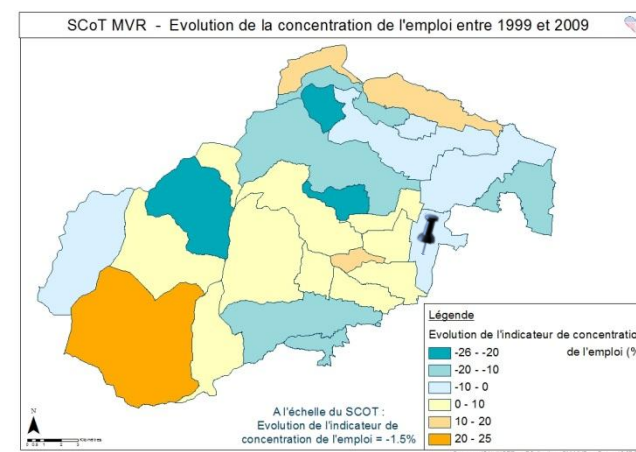 SCoT MVR - Evolution de la concentration de l'emploi entre 1999 et 2009
Légende
Evolution de l'indicateur de concentratio
de l'emploi (%
-26 - -20
-20 - -10
-10 - 0
0 - 10
10 - 20
20 - 25
A l'échelle du SCOT :
Evolution de l'indicateur de
concentration de l'emploi = -1.5%
N